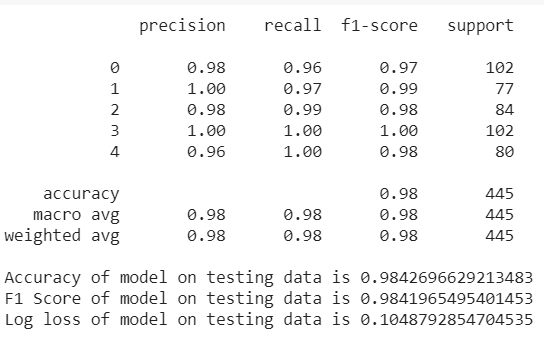 precision recall f1-score support
0 0.98 0.96 0.97 102
1 1.00 0.97 0.99 77
2 0.98 0.99 0.98 84
3 1.00 1.00 1.00 102
4 0.96 1.00 0.98 80
accuracy 0.98 445
macro avg 0.98 0.98 0.98 445
weighted avg 0.98 0.98 0.98 445
Accuracy of model on testing data is 0.9842696629213483
F1 Score of model on testing data is 0.9841965495401453
Log loss of model on testing data is 0.1048792854704535